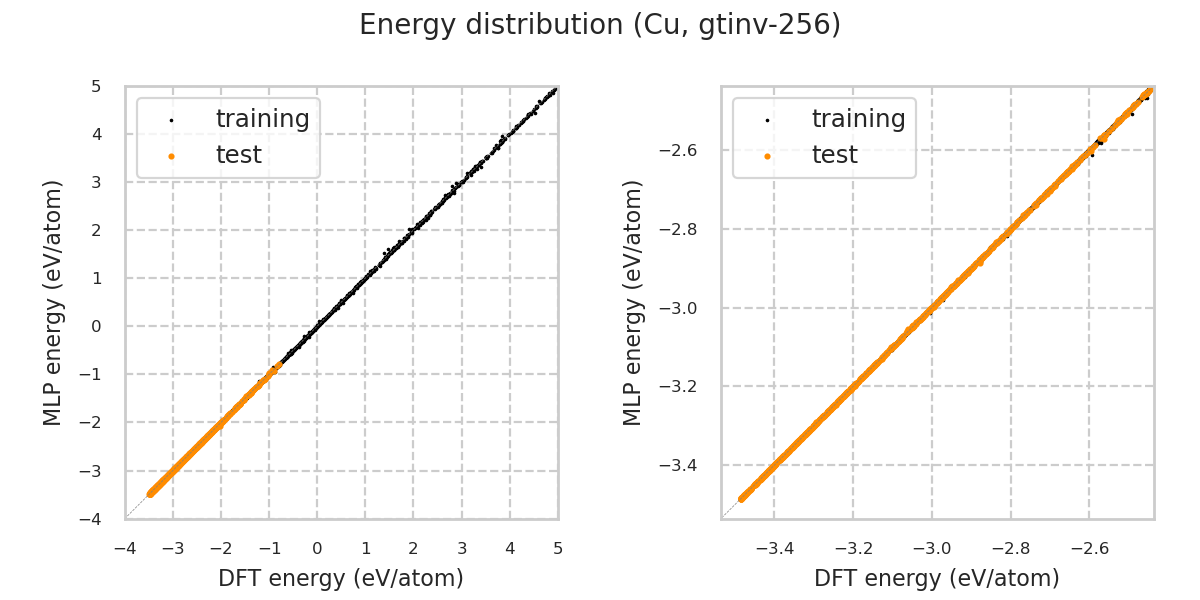 Energy distribution (Cu, gtinv-256)
MLP energy (eV/atom)
5
4
3
2
1
0
−1
−2
−3
−4
training
test
−4 −3 −2 −1 0 1 2 3 4 5
DFT energy (eV/atom)
MLP energy (eV/atom)
−2.6
−2.8
−3.0
−3.2
−3.4
training
test
−3.4 −3.2 −3.0 −2.8 −2.6
DFT energy (eV/atom)